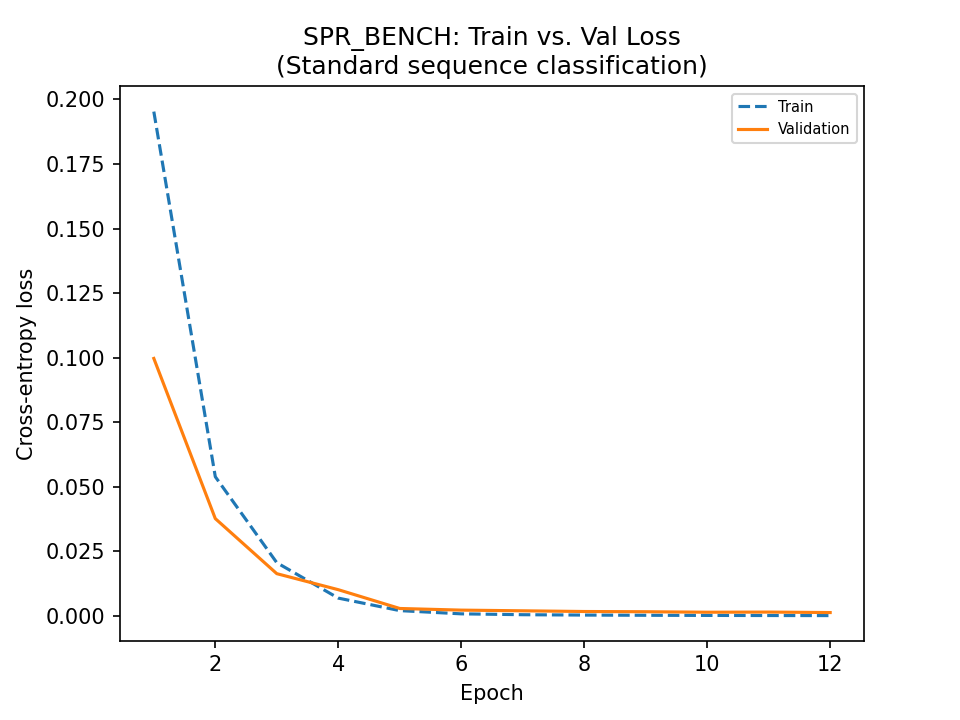 SPR_BENCH: Train vs. Val Loss
(Standard sequence classification)
Train
Validation
0.200
0.175
0.150
0.125
0.100
0.075
0.050
0.025
0.000
Cross-entropy loss
2 4 6 8 10 12
Epoch